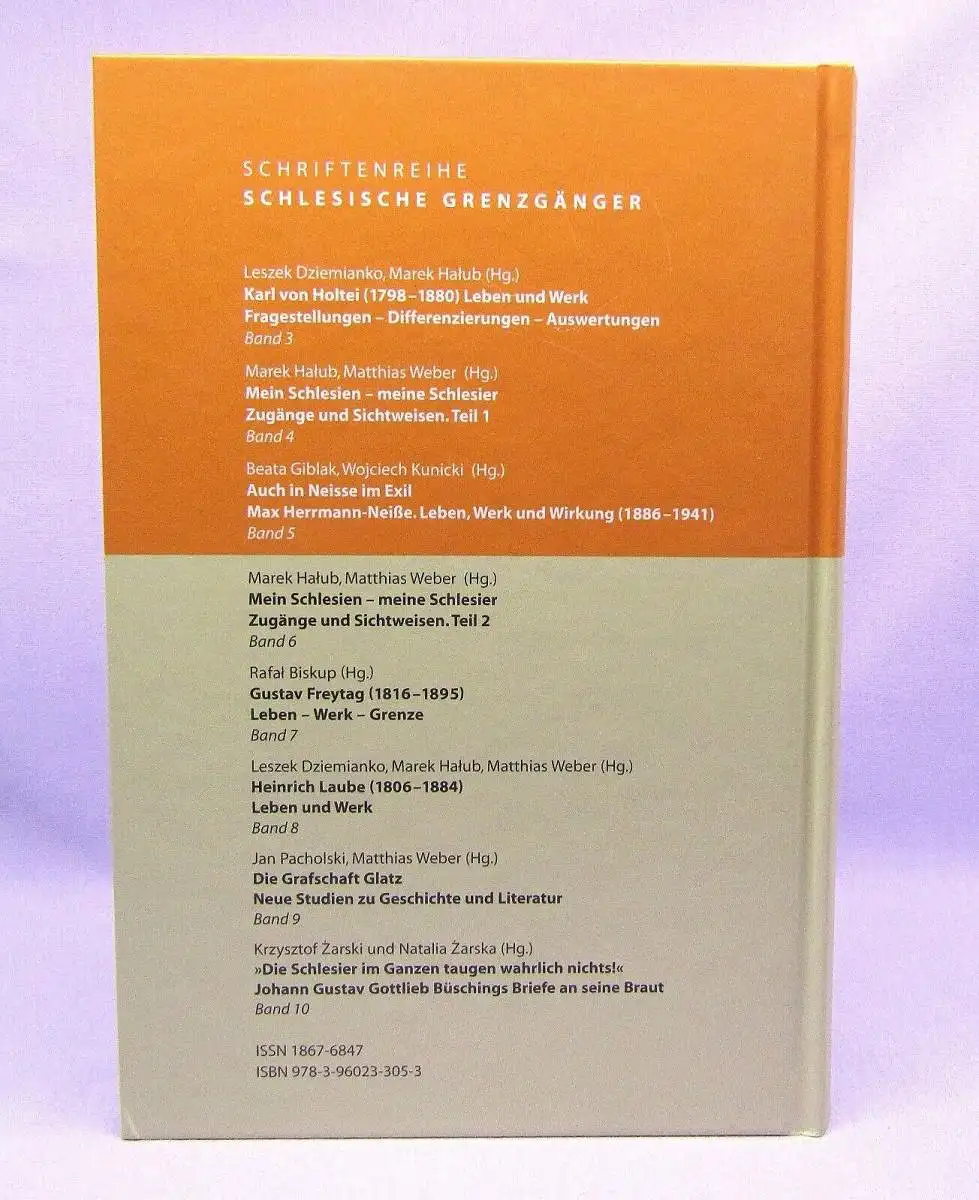 SCHRIFTENREIHE
SCHLESISCHE GRENZGÄNGER
Leszek Dziemianko, Marek Hałub (Hg.)
Karl von Holtei (1798–1880) Leben und Werk
Fragestellungen – Differenzierungen – Auswertungen
Band 3
Marek Hałub, Matthias Weber (Hg.)
Mein Schlesien – meine Schlesier
Zugänge und Sichtweisen. Teil 1
Band 4
Beata Giblak, Wojciech Kunicki (Hg.)
Auch in Neisse im Exil
Max Herrmann-Neiße. Leben, Werk und Wirkung (1886–1941)
Band 5
Marek Hałub, Matthias Weber (Hg.)
Mein Schlesien – meine Schlesier
Zugänge und Sichtweisen. Teil 2
Band 6
Rafał Biskup (Hg.)
Gustav Freytag (1816–1895)
Leben – Werk – Grenze
Band 7
Leszek Dziemianko, Marek Hałub, Matthias Weber (Hg.)
Heinrich Laube (1806–1884)
Leben und Werk
Band 8
Jan Pacholski, Matthias Weber (Hg.)
Die Grafschaft Glatz
Neue Studien zu Geschichte und Literatur
Band 9
Krzysztof Żarski und Natalia Żarska (Hg.)
»Die Schlesier im Ganzen taugen wahrlich nichts!«
Johann Gustav Gottlieb Büschings Briefe an seine Braut
Band 10
ISSN 1867-6847
ISBN 978-3-96023-305-3